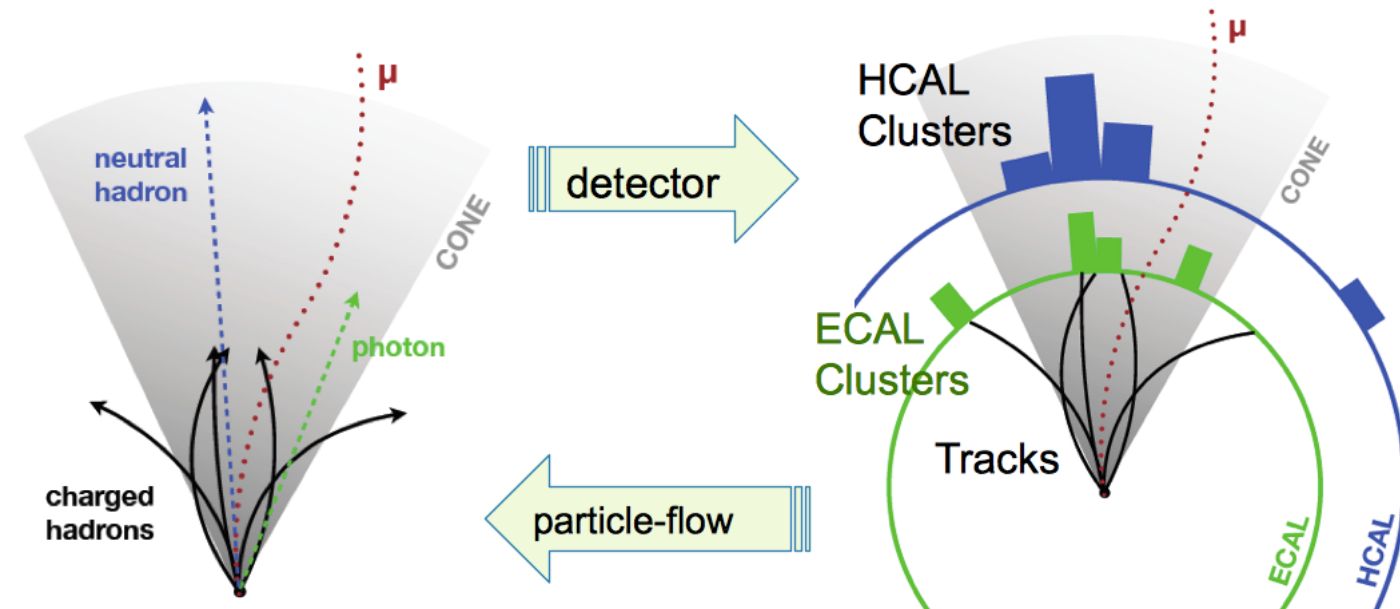 μ
neutral
hadron
CONE
photon
charged
hadrons
detector
particle-flow
μ
HCAL
Clusters
CONE
ECAL
Clusters
Tracks
ECAL
HCAL